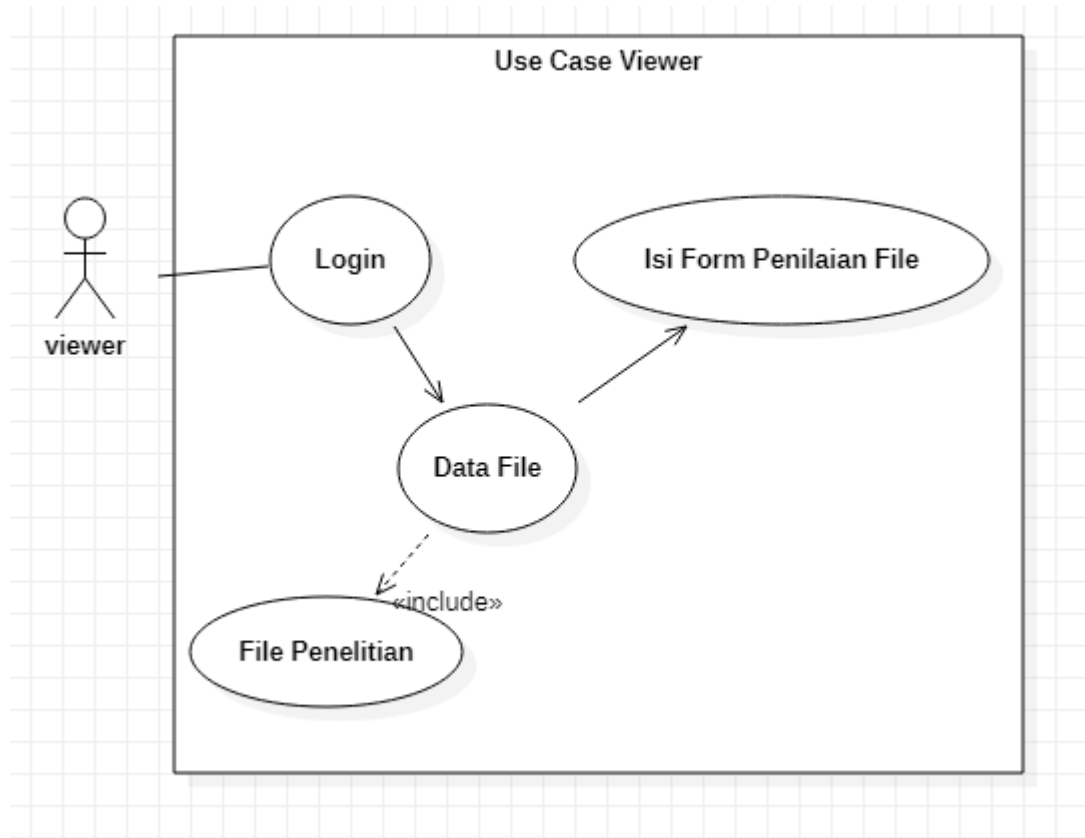 Use Case Viewer
Login
Isi Form Penilaian File
viewer
Data File
«include»
File Penelitian